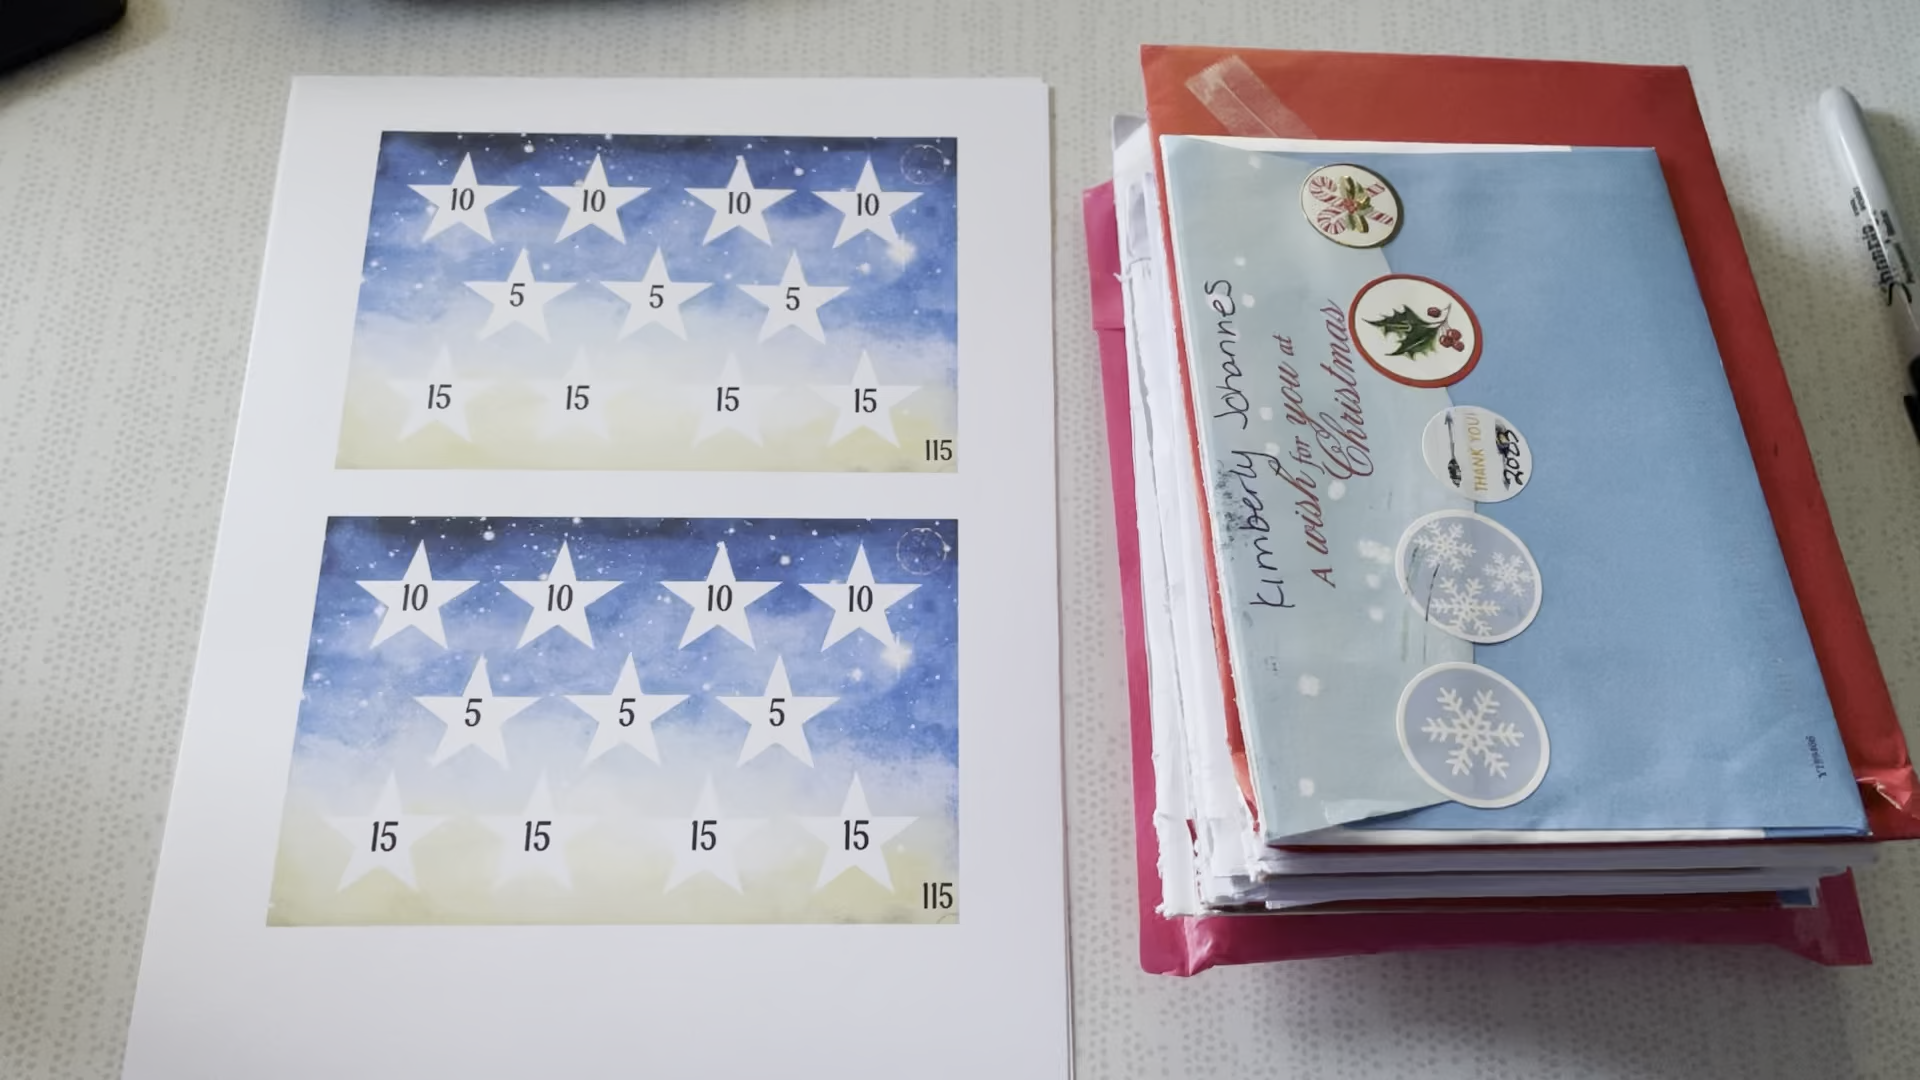 10 10 10 10
5 5 5
15 15 15 15
115
10 10 10 10
5 5 5
15 15 15 15
115
Kimberly Johannes
A wish for you at
Christmas
THANK YOU
2023
Sharpie